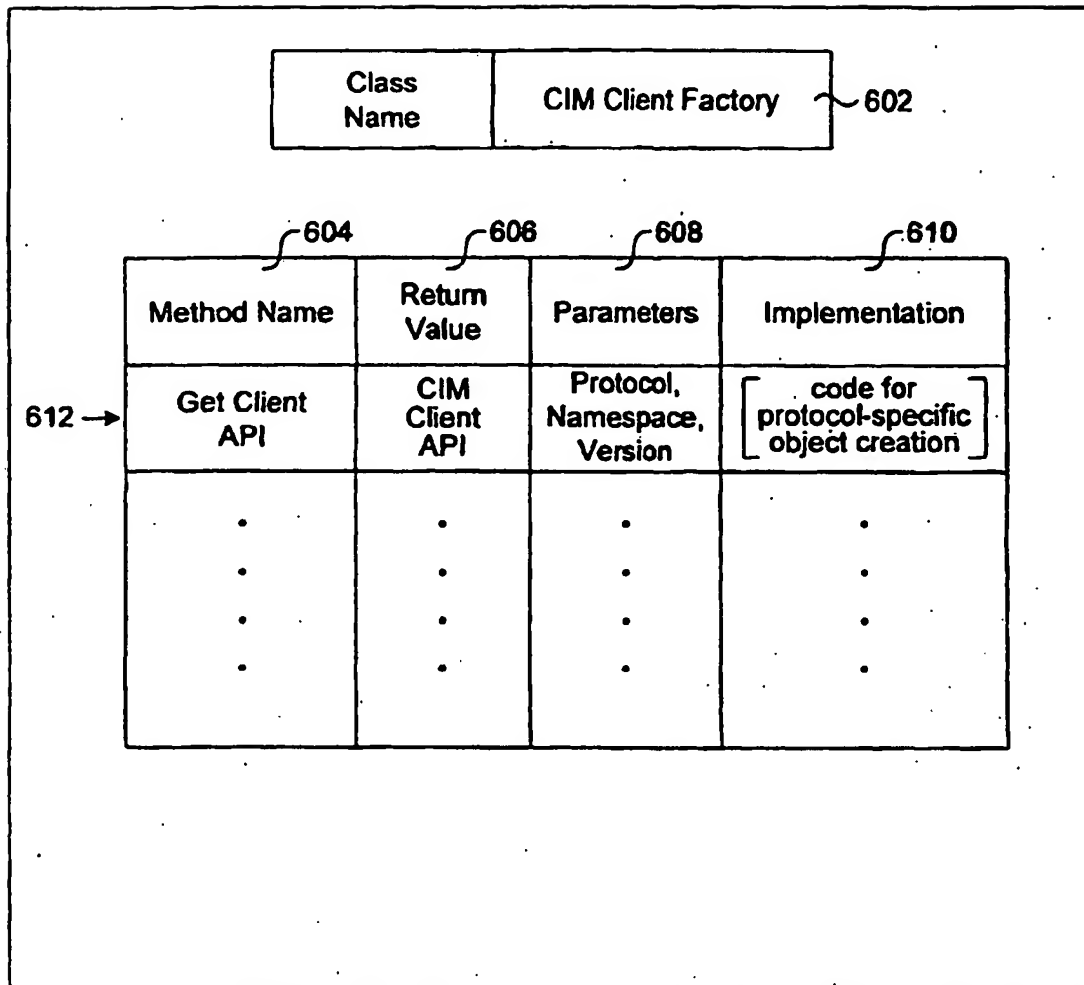 Class
Name
CIM Client Factory
602
604
606
608
610
Method Name
Return
Value
Parameters
Implementation
612
Get Client
API
CIM
Client
API
Protocol,
Namespace,
Version
code for
protocol-specific
object creation